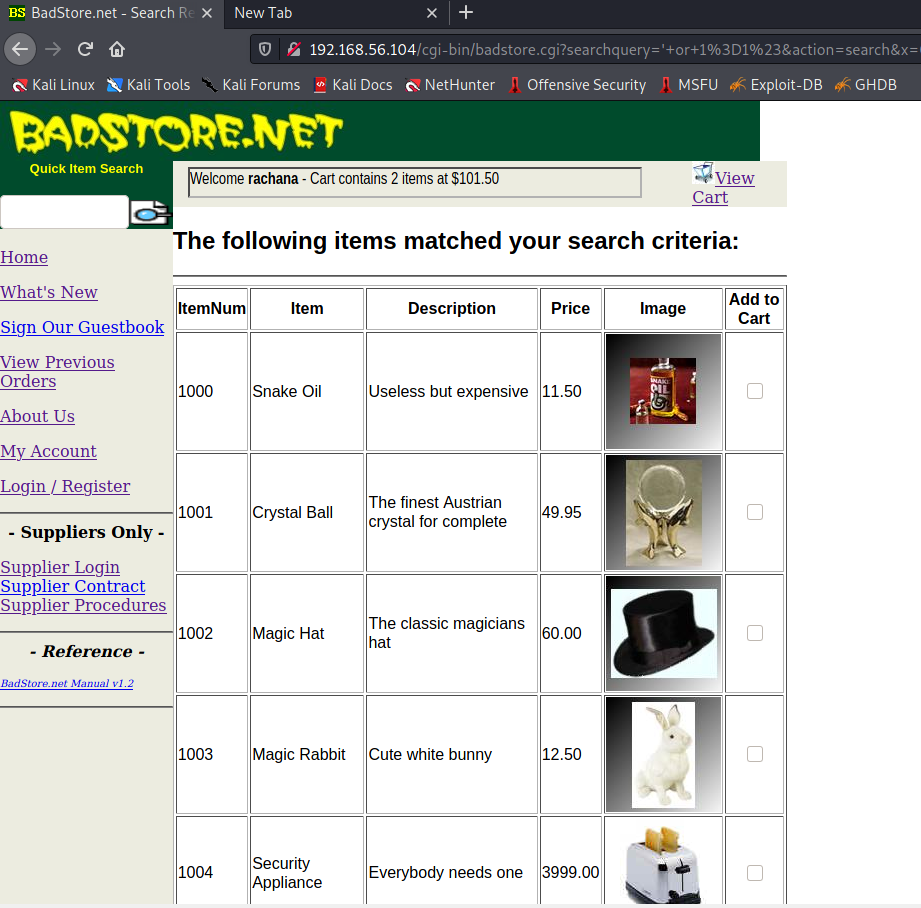 BS BadStore.net - Search Re
New Tab
192.168.56.104/cgi-bin/badstore.cgi?searchquery='+or+1%3D1%23&action=search&x=
Kali Linux Kali Tools Kali Forums Kali Docs NetHunter Offensive Security MSFU Exploit-DB GHDB
BADSTORE.NET
Quick Item Search
Welcome rachana - Cart contains 2 items at $101.50
View
Cart
Home
What's New
Sign Our Guestbook
View Previous
Orders
About Us
My Account
Login / Register
- Suppliers Only -
Supplier Login
Supplier Contract
Supplier Procedures
- Reference -
BadStore.net Manual v1.2
The following items matched your search criteria:
ItemNum Item Description Price Image Add to
Cart
1000 Snake Oil Useless but expensive 11.50
SNAKE
OIL
1001 Crystal Ball The finest Austrian
crystal for complete 49.95
1002 Magic Hat The classic magicians
hat 60.00
1003 Magic Rabbit Cute white bunny 12.50
1004 Security
Appliance Everybody needs one 3999.00